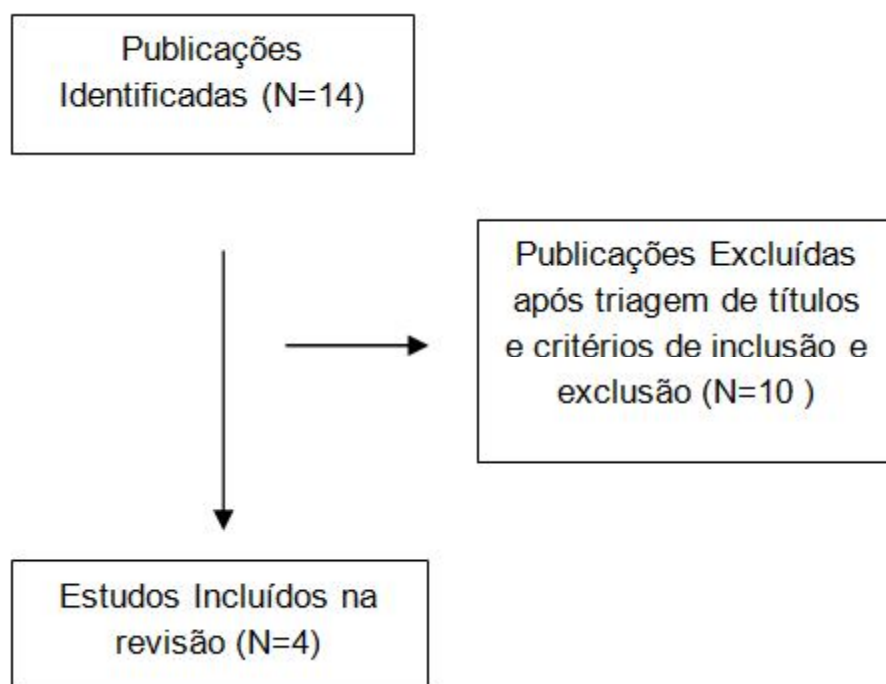 Publicações
Identificadas (N=14)
Publicações Excluídas
após triagem de títulos
e critérios de inclusão e
exclusão (N=10 )
Estudos Incluídos na
revisão (N=4)